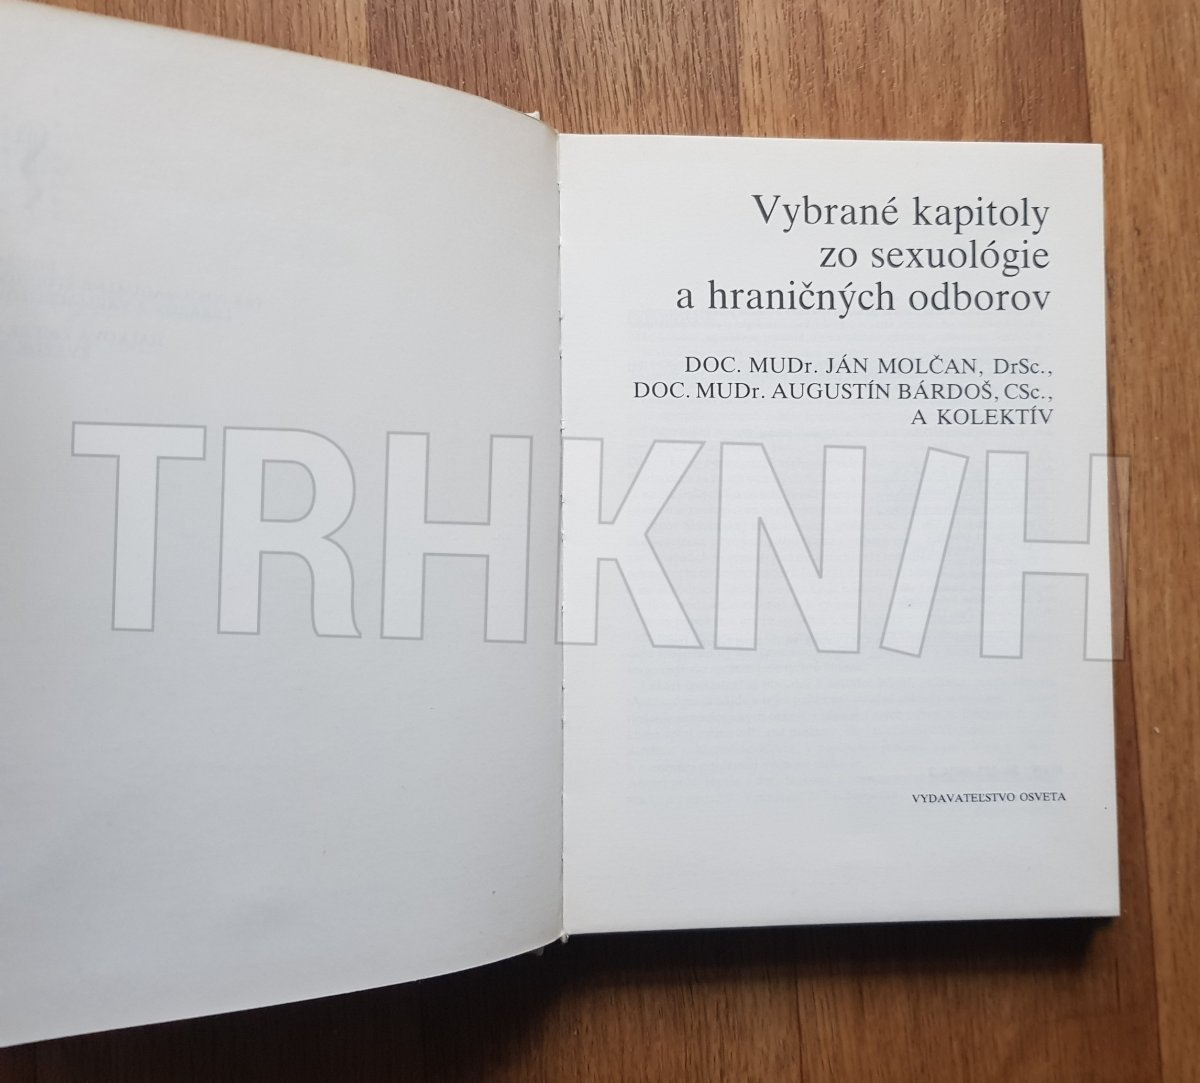 Vybrané kapitoly
zo sexuológie
a hraničných odborov
DOC. MUDr. JÁN MOLČAN, DrSc.,
DOC. MUDr. AUGUSTÍN BÁRDOŠ, CSc.,
A KOLEKTÍV
TRHKN/H
VYDAVATEĽSTVO OSVETA